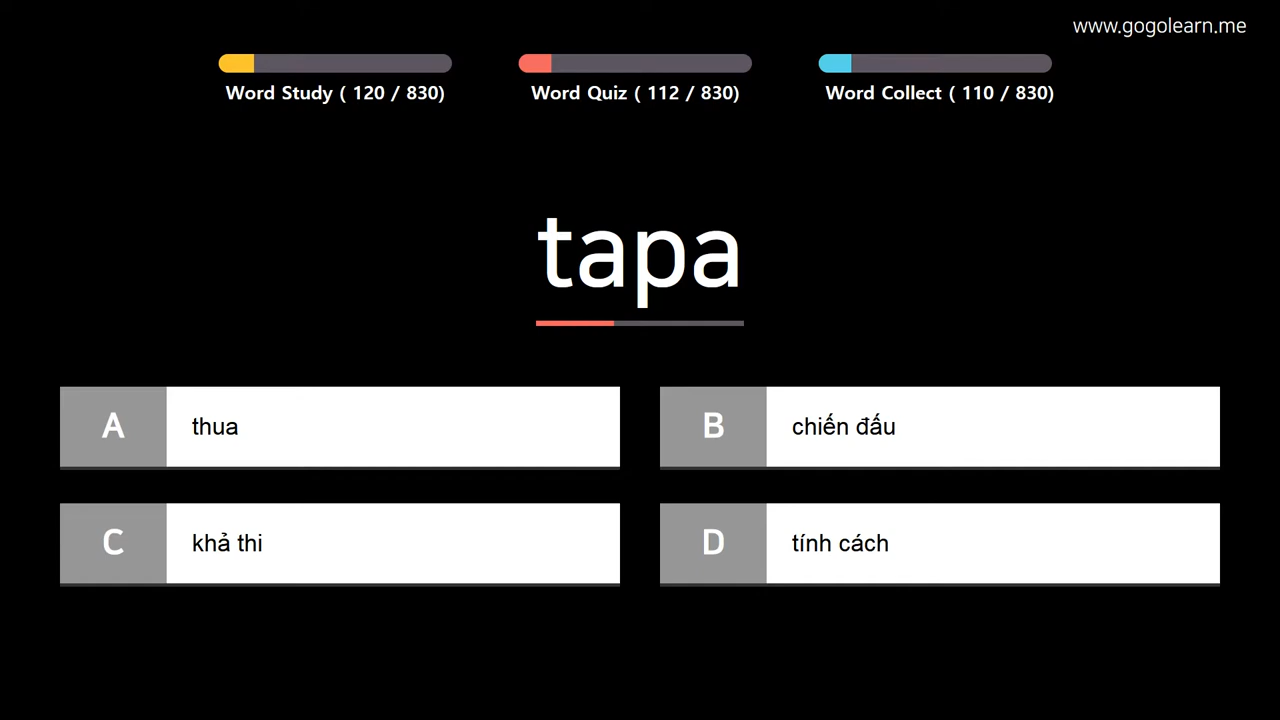 www.gogolearn.me
Word Study ( 120 / 830)
Word Quiz ( 112 / 830)
Word Collect ( 110 / 830)
tapa
A thua
B chiến đấu
C khả thi
D tính cách